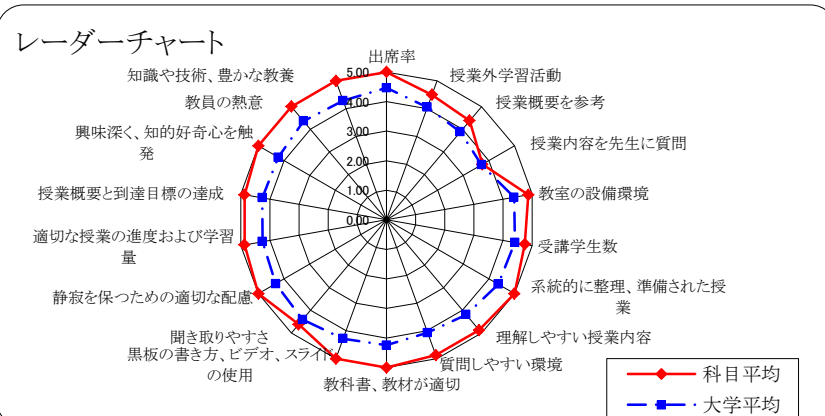 レーダーチャート
出席率
授業外学習活動
授業概要を参考
授業内容を先生に質問
教室の設備環境
受講学生数
系統的に整理、準備された授
業
理解しやすい授業内容
質問しやすい環境
教科書、教材が適切
黒板の書き方、ビデオ、スライド
の使用
聞き取りやすさ
静寂を保つための適切な配慮
適切な授業の進度および学習
量
授業概要と到達目標の達成
興味深く、知的好奇心を触
発
教員の熱意
知識や技術、豊かな教養
5.00
4.00
3.00
2.00
1.00
0.00
科目平均
大学平均